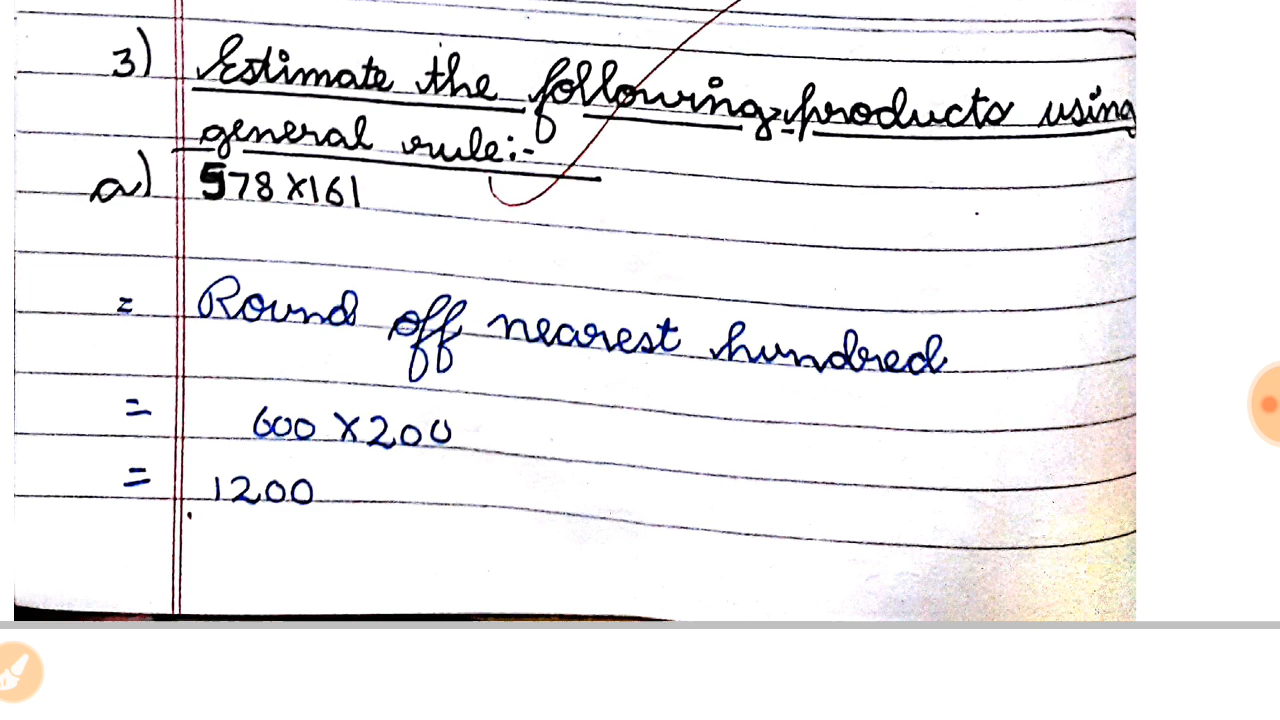 3) Estimate the following products using
general rule:-
a) 578×161
= Round off nearest hundred
= 600×200
= 1200